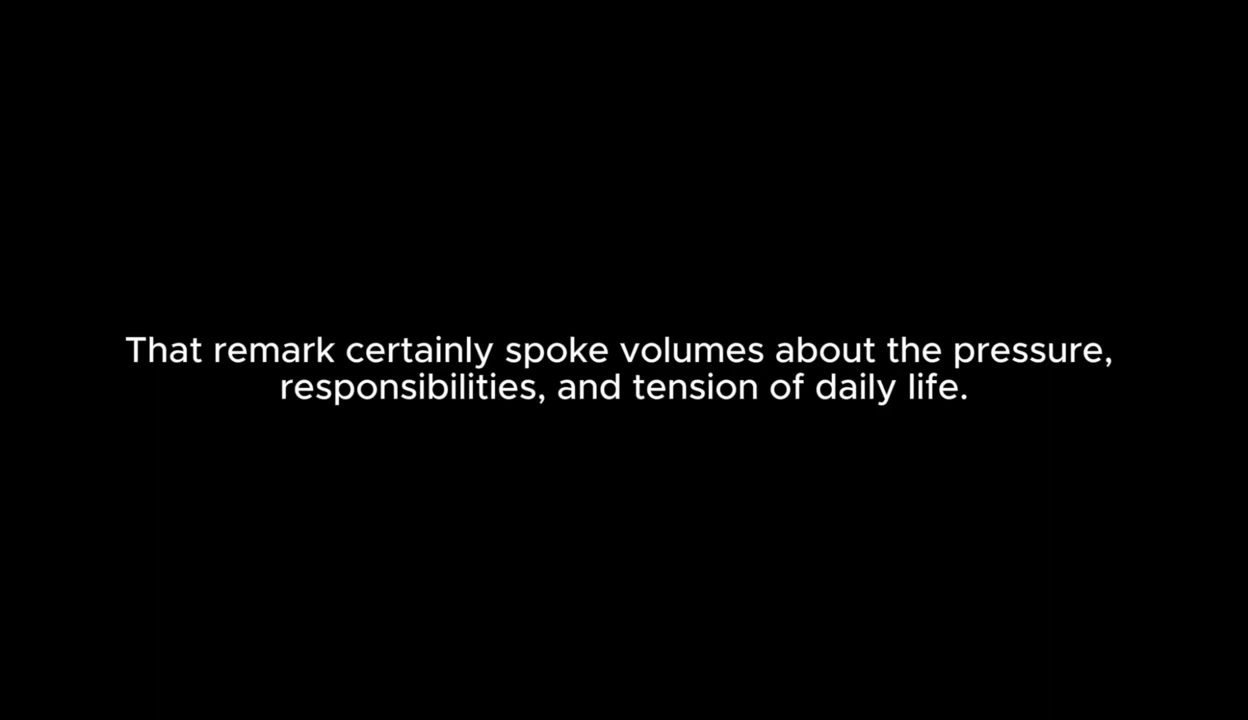 That remark certainly spoke volumes about the pressure,
responsibilities, and tension of daily life.